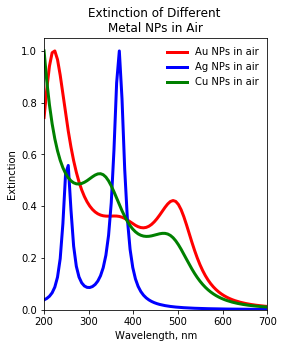 Extinction of Different
Metal NPs in Air
Au NPs in air
Ag NPs in air
Cu NPs in air
Extinction
1.0
0.8
0.6
0.4
0.2
0.0
200 300 400 500 600 700
Wavelength, nm